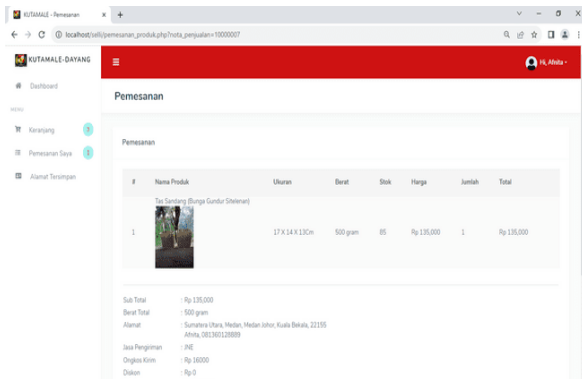 KUTAMALE - Pemesanan
localhost/selli/pemesanan_produk.php?nota_penjualan=10000007
KUTAMALE-DAYANG
Hi, Afnita
Dashboard
Pemesanan
MENU
Keranjang 3
Pemesanan Saya 1
Alamat Tersimpan
Pemesanan
# Nama Produk Ukuran Berat Stok Harga Jumlah Total
Tas Sandang (Bunga Gundur Sitelenan)
1 17 X 14 X 13Cm 500 gram 85 Rp 135,000 1 Rp 135,000
Sub Total : Rp 135,000
Berat Total : 500 gram
Alamat : Sumatera Utara, Medan, Medan Johor, Kuala Bekala, 22155
Afnita, 081360128889
Jasa Pengiriman : JNE
Ongkos Kirim : Rp 16000
Diskon : Rp 0